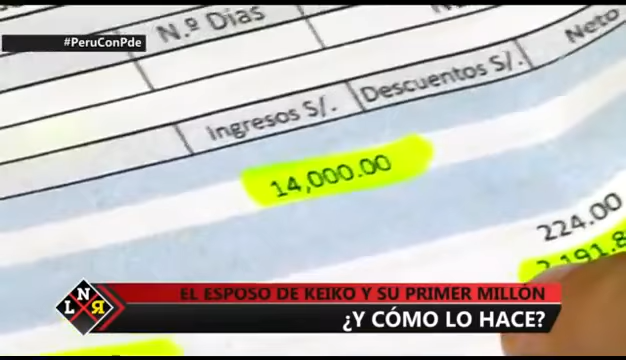 #PeruConPde
N.º Días
Neto
Ingresos S/.
Descuentos S/.
14,000.00
224.00
LNR
EL ESPOSO DE KEIKO Y SU PRIMER MILLÓN
¿Y CÓMO LO HACE?